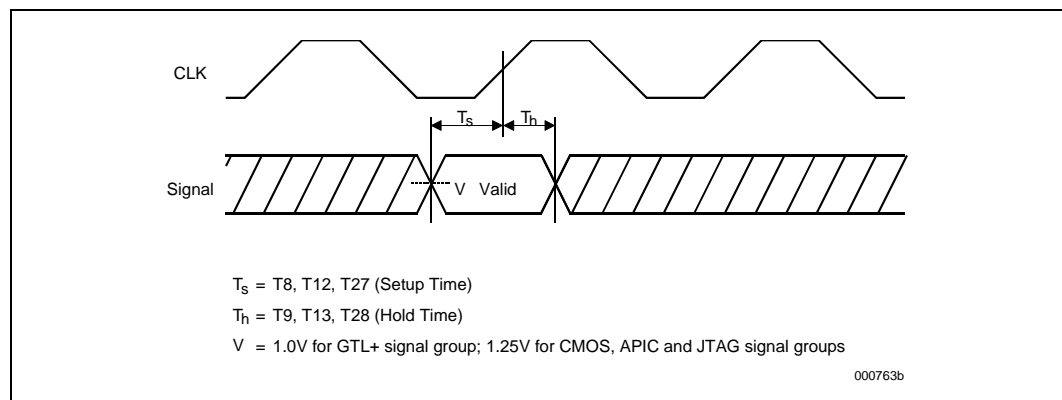 CLK
Ts Th
Signal
V Valid
Ts = T8, T12, T27 (Setup Time)
Th = T9, T13, T28 (Hold Time)
V = 1.0V for GTL+ signal group; 1.25V for CMOS, APIC and JTAG signal groups
000763b